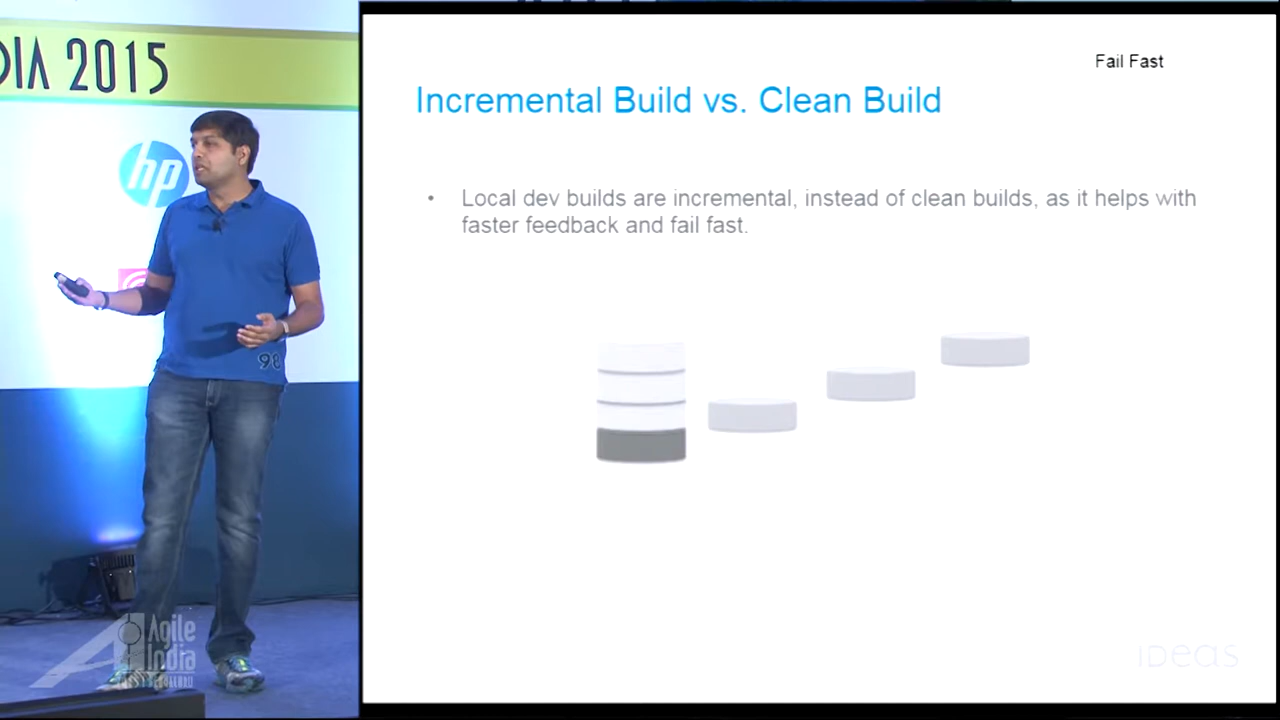 DIA 2015
hp
98
Agile
India
Fail Fast
Incremental Build vs. Clean Build
• Local dev builds are incremental, instead of clean builds, as it helps with
faster feedback and fail fast.
ideas